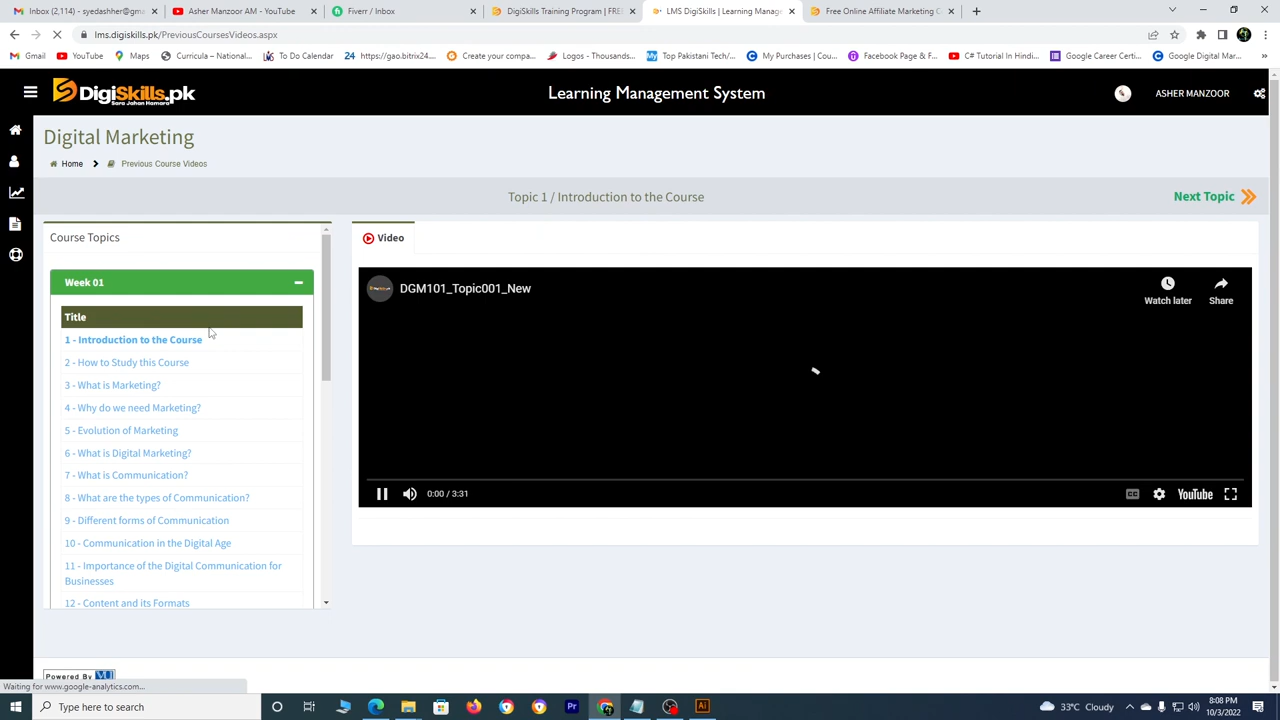 Inbox (2,114) - syedasher@gm
Asher Manzoor AM - YouTube
Fiverr / Inbox
DigiSkills Training Program | FREE
LMS DigiSkills | Learning Manage
Free Online Affiliate Marketing C
lms.digiskills.pk/PreviousCoursesVideos.aspx
Gmail
YouTube
Maps
Curricula – National...
To Do Calendar
https://gao.bitrix24...
Create your compa...
Logos - Thousands...
Top Pakistani Tech/...
My Purchases | Cou...
Facebook Page & F...
C# Tutorial In Hindi...
Google Career Certi...
Google Digital Mar...
DigiSkills.pk
Sara Jahan Hamara
Learning Management System
ASHER MANZOOR
Digital Marketing
Home
Previous Course Videos
Topic 1 / Introduction to the Course
Next Topic
Course Topics
Video
Week 01
DGM101_Topic001_New
Watch later
Share
Title
1 - Introduction to the Course
2 - How to Study this Course
3 - What is Marketing?
4 - Why do we need Marketing?
5 - Evolution of Marketing
6 - What is Digital Marketing?
7 - What is Communication?
8 - What are the types of Communication?
9 - Different forms of Communication
10 - Communication in the Digital Age
11 - Importance of the Digital Communication for
Businesses
12 - Content and its Formats
0:00 / 3:31
CC
YouTube
Powered By VU
Waiting for www.google-analytics.com...
Type here to search
Pr
Ai
33°C Cloudy
8:08 PM
10/3/2022